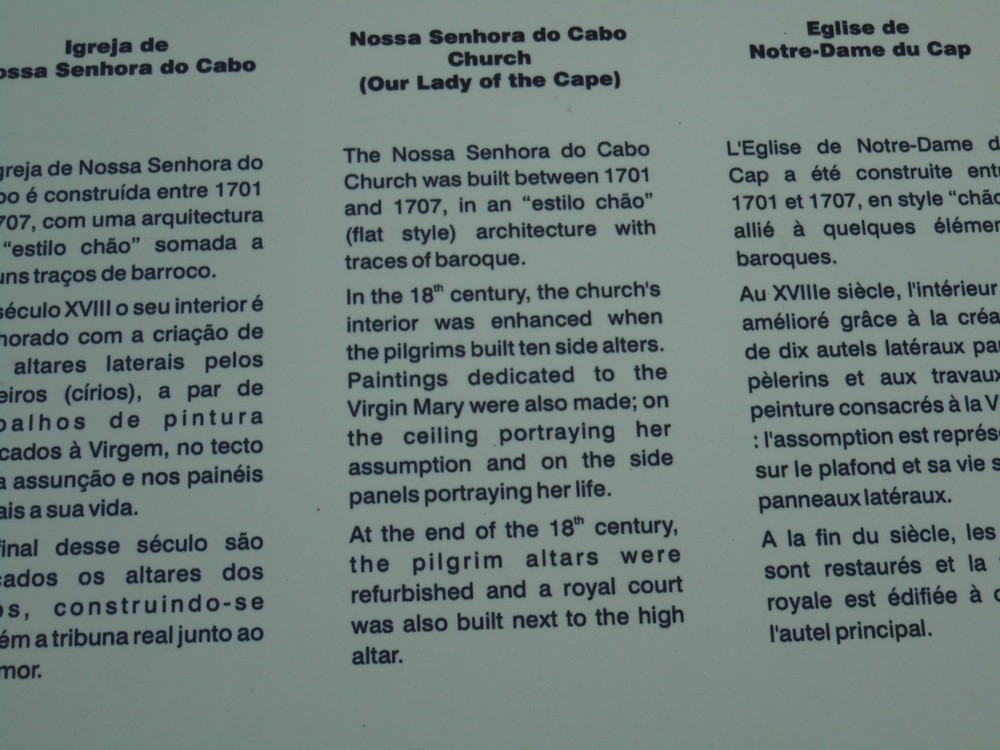 Igreja de
Senhora do Cabo
de Nossa Senhora do
é construída entre 1701
com uma arquitectura
"estilo chão" somada a
traços de barroco.
século XVIII o seu interior é
com a criação de
altares laterais pelos
(círios), a par de
de pintura
à Virgem, no tecto
assunção e nos painéis
a sua vida.
final desse século são
os altares dos
construindo-se
a tribuna real junto ao
Nossa Senhora do Cabo
Church
(Our Lady of the Cape)
The Nossa Senhora do Cabo
Church was built between 1701
and 1707, in an "estilo chão"
(flat style) architecture with
traces of baroque.
In the 18th century, the church's
interior was enhanced when
the pilgrims built ten side alters.
Paintings dedicated to the
Virgin Mary were also made; on
the ceiling portraying her
assumption and on the side
panels portraying her life.
At the end of the 18th century,
the pilgrim altars were
refurbished and a royal court
was also built next to the high
altar.
Eglise de
Notre-Dame du Cap
L'Eglise de Notre-Dame
Cap a été construite
1701 et 1707, en style
allié à quelques
baroques.
Au XVIIIe siècle, l'intérieur
amélioré grâce à la
de dix autels latéraux
pèlerins et aux travaux
peinture consacrés à la
: l'assomption est
sur le plafond et sa vie
panneaux latéraux.
A la fin du siècle, les
sont restaurés et la
royale est édifiée à
l'autel principal.